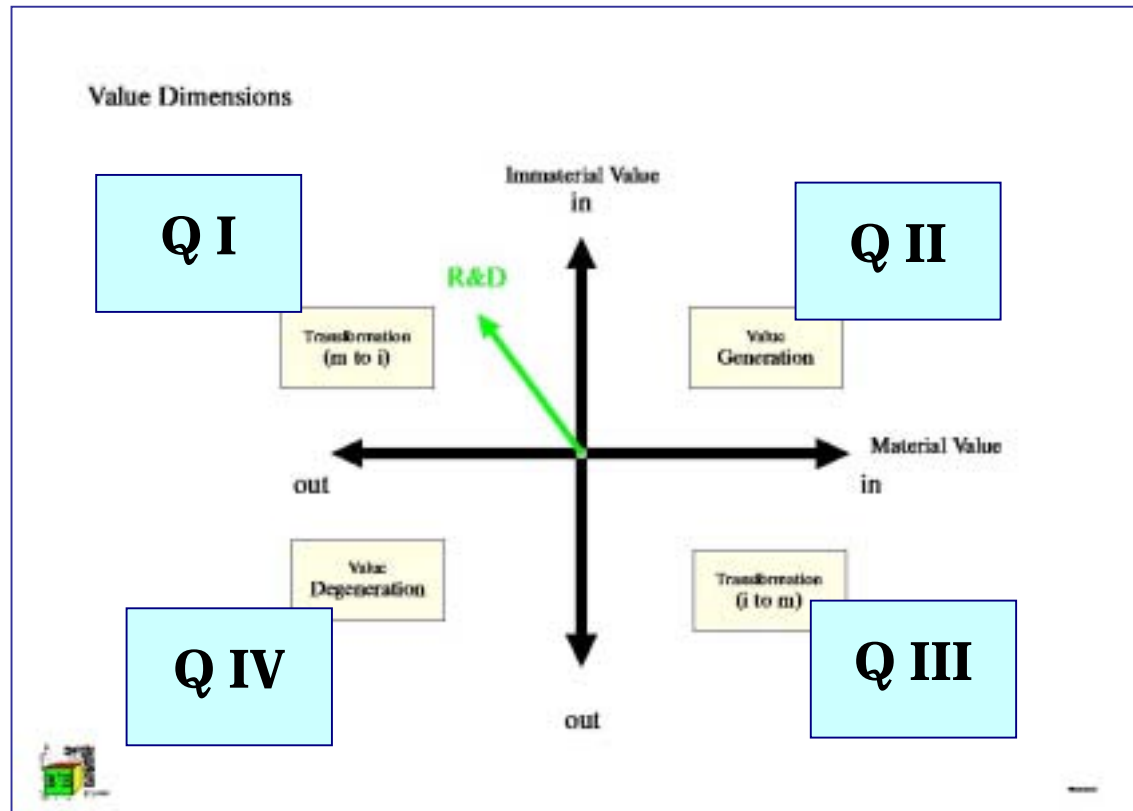 Value Dimensions
Immaterial Value
in
Q I
Q II
R&D
Transformation
(m to i)
Value
Generation
Material Value
out
in
Value
Degeneration
Transformation
(i to m)
Q IV
Q III
out